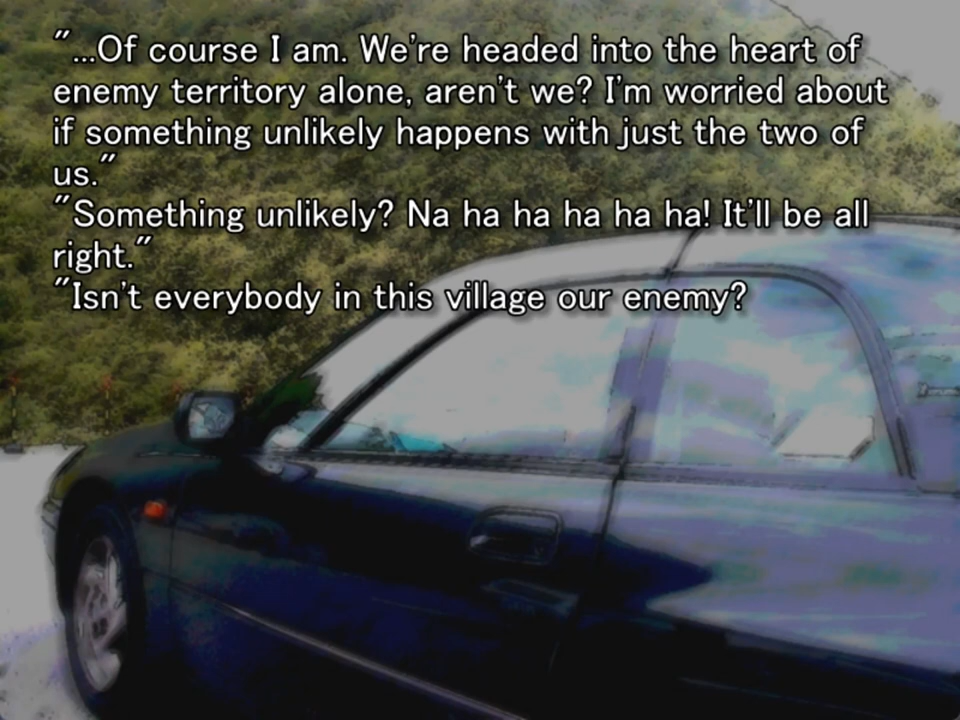 "...Of course I am. We're headed into the heart of
enemy territory alone, aren't we? I'm worried about
if something unlikely happens with just the two of
us."
"Something unlikely? Na ha ha ha ha ha! It'll be all
right."
"Isn't everybody in this village our enemy?